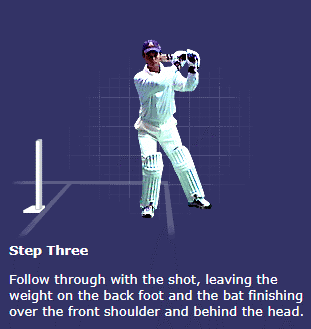 Step Three
Follow through with the shot, leaving the
weight on the back foot and the bat finishing
over the front shoulder and behind the head.